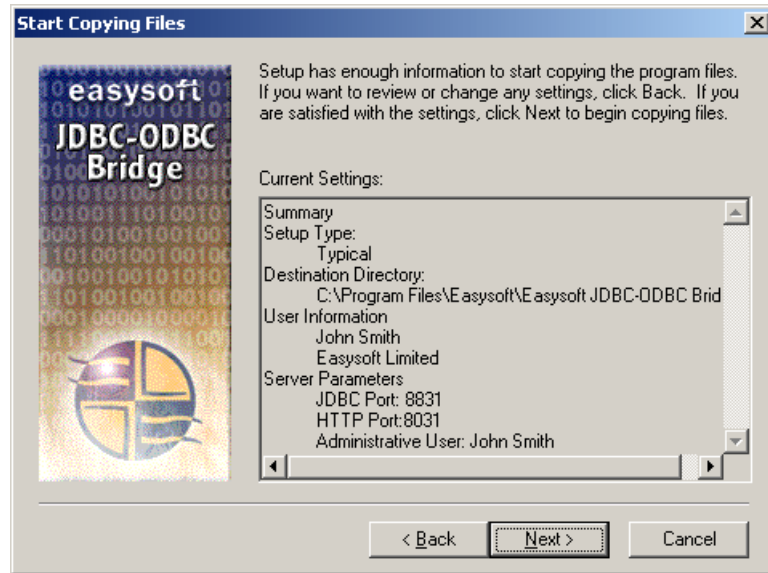 Start Copying Files
easysoft
JDBC-ODBC
Bridge
Setup has enough information to start copying the program files.
If you want to review or change any settings, click Back. If you
are satisfied with the settings, click Next to begin copying files.
Current Settings:
Summary
Setup Type:
Typical
Destination Directory:
C:\Program Files\Easysoft\Easysoft JDBC-ODBC Brid
User Information
John Smith
Easysoft Limited
Server Parameters
JDBC Port: 8831
HTTP Port:8031
Administrative User: John Smith
< Back
Next >
Cancel